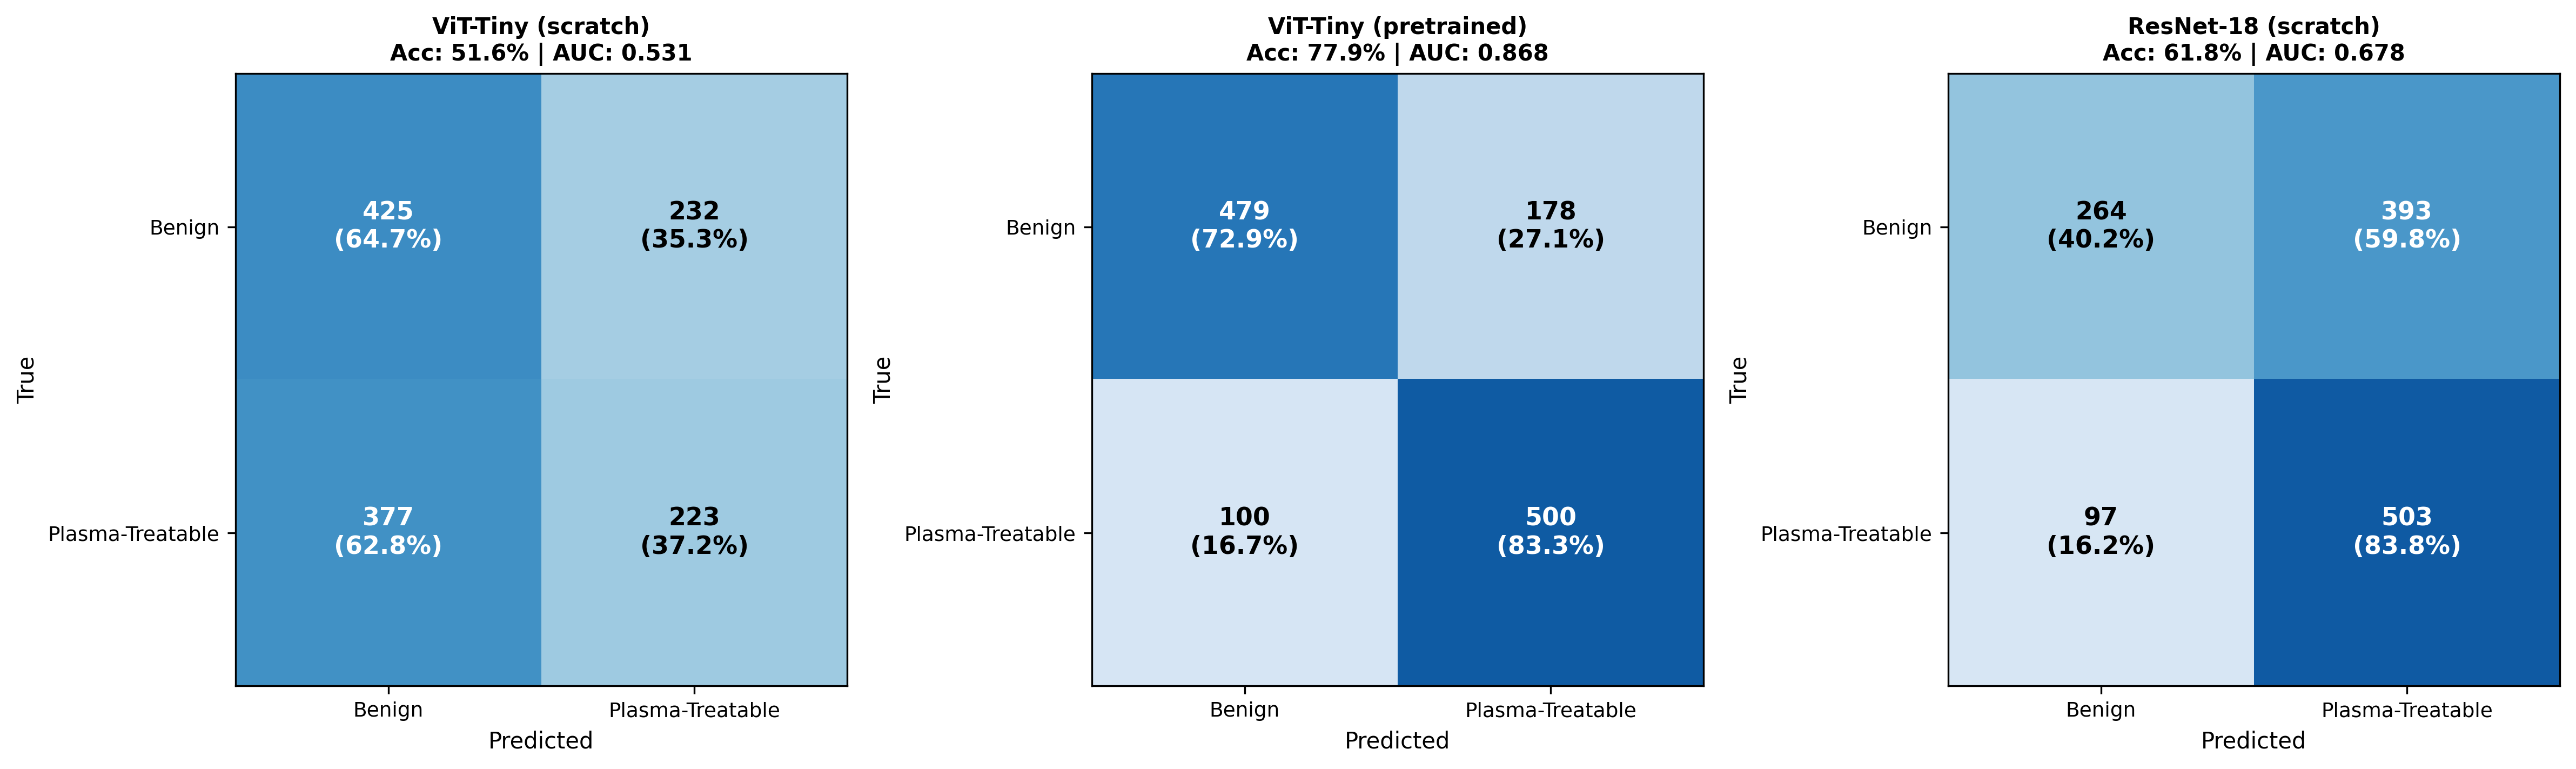 ViT-Tiny (scratch)
Acc: 51.6% | AUC: 0.531
True
Benign
425
(64.7%)
232
(35.3%)
Plasma-Treatable
377
(62.8%)
223
(37.2%)
Benign
Plasma-Treatable
Predicted
ViT-Tiny (pretrained)
Acc: 77.9% | AUC: 0.868
True
Benign
479
(72.9%)
178
(27.1%)
Plasma-Treatable
100
(16.7%)
500
(83.3%)
Benign
Plasma-Treatable
Predicted
ResNet-18 (scratch)
Acc: 61.8% | AUC: 0.678
True
Benign
264
(40.2%)
393
(59.8%)
Plasma-Treatable
97
(16.2%)
503
(83.8%)
Benign
Plasma-Treatable
Predicted